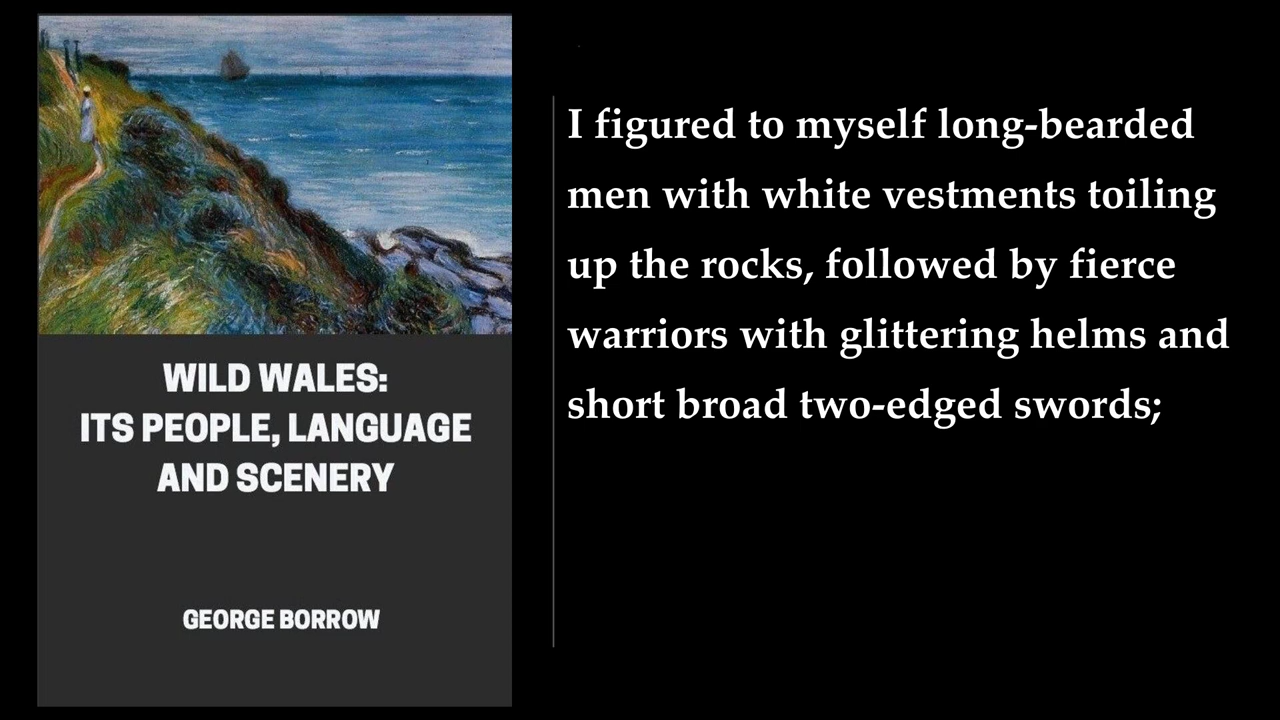 WILD WALES:
ITS PEOPLE, LANGUAGE
AND SCENERY
GEORGE BORROW
I figured to myself long-bearded
men with white vestments toiling
up the rocks, followed by fierce
warriors with glittering helms and
short broad two-edged swords;